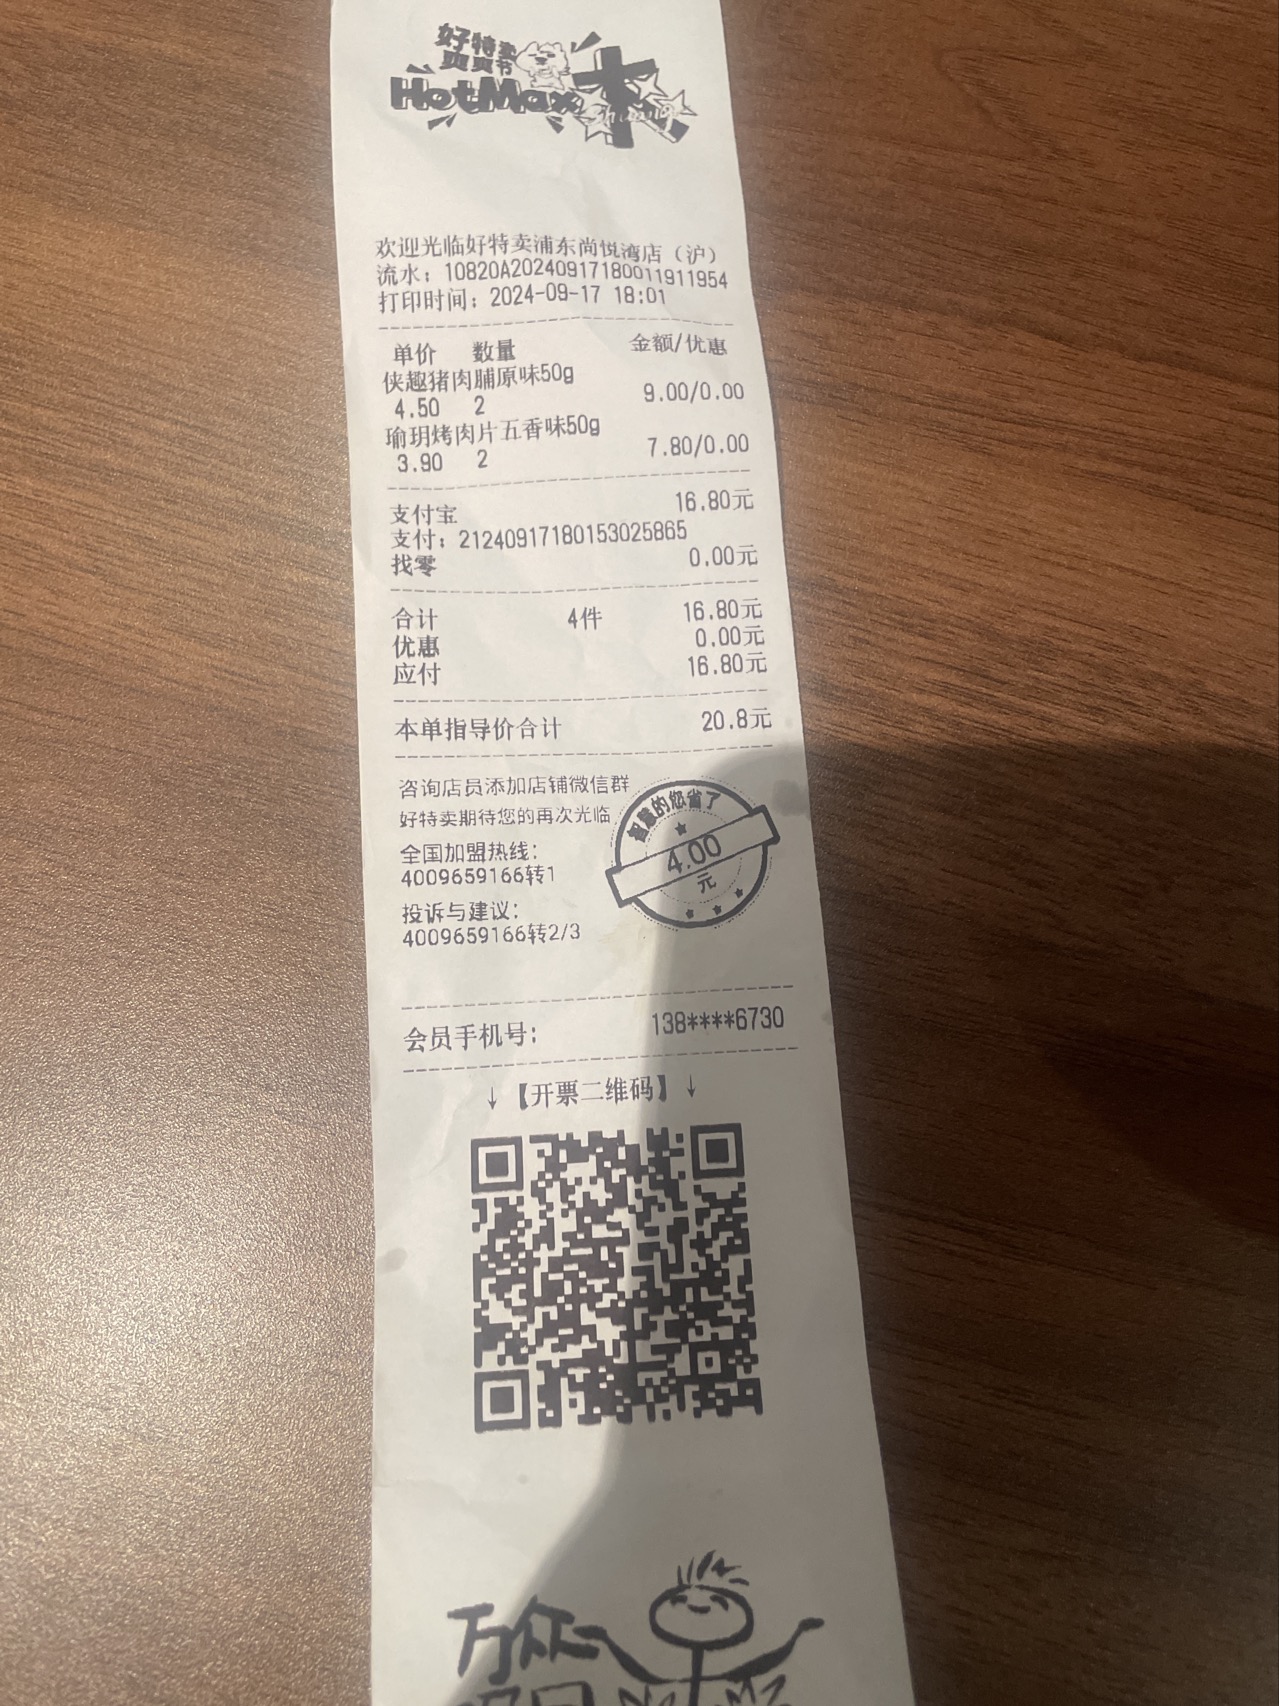 好特卖
爽爽节
HotMax
Shuang
欢迎光临好特卖浦东尚悦湾店（沪）
流水：10820A20240917180011911954
打印时间：2024-09-17 18:01
单价 数量 金额/优惠
侠趣猪肉脯原味50g
4.50 2 9.00/0.00
瑜玥烤肉片五香味50g
3.90 2 7.80/0.00
支付宝 16.80元
支付：21240917180153025865
找零 0.00元
合计 4件 16.80元
优惠 0.00元
应付 16.80元
本单指导价合计 20.8元
咨询店员添加店铺微信群
好特卖期待您的再次光临
智慧的您省了
4.00
元
全国加盟热线：
4009659166转1
投诉与建议：
4009659166转2/3
会员手机号： 138****6730
↓【开票二维码】↓
万众